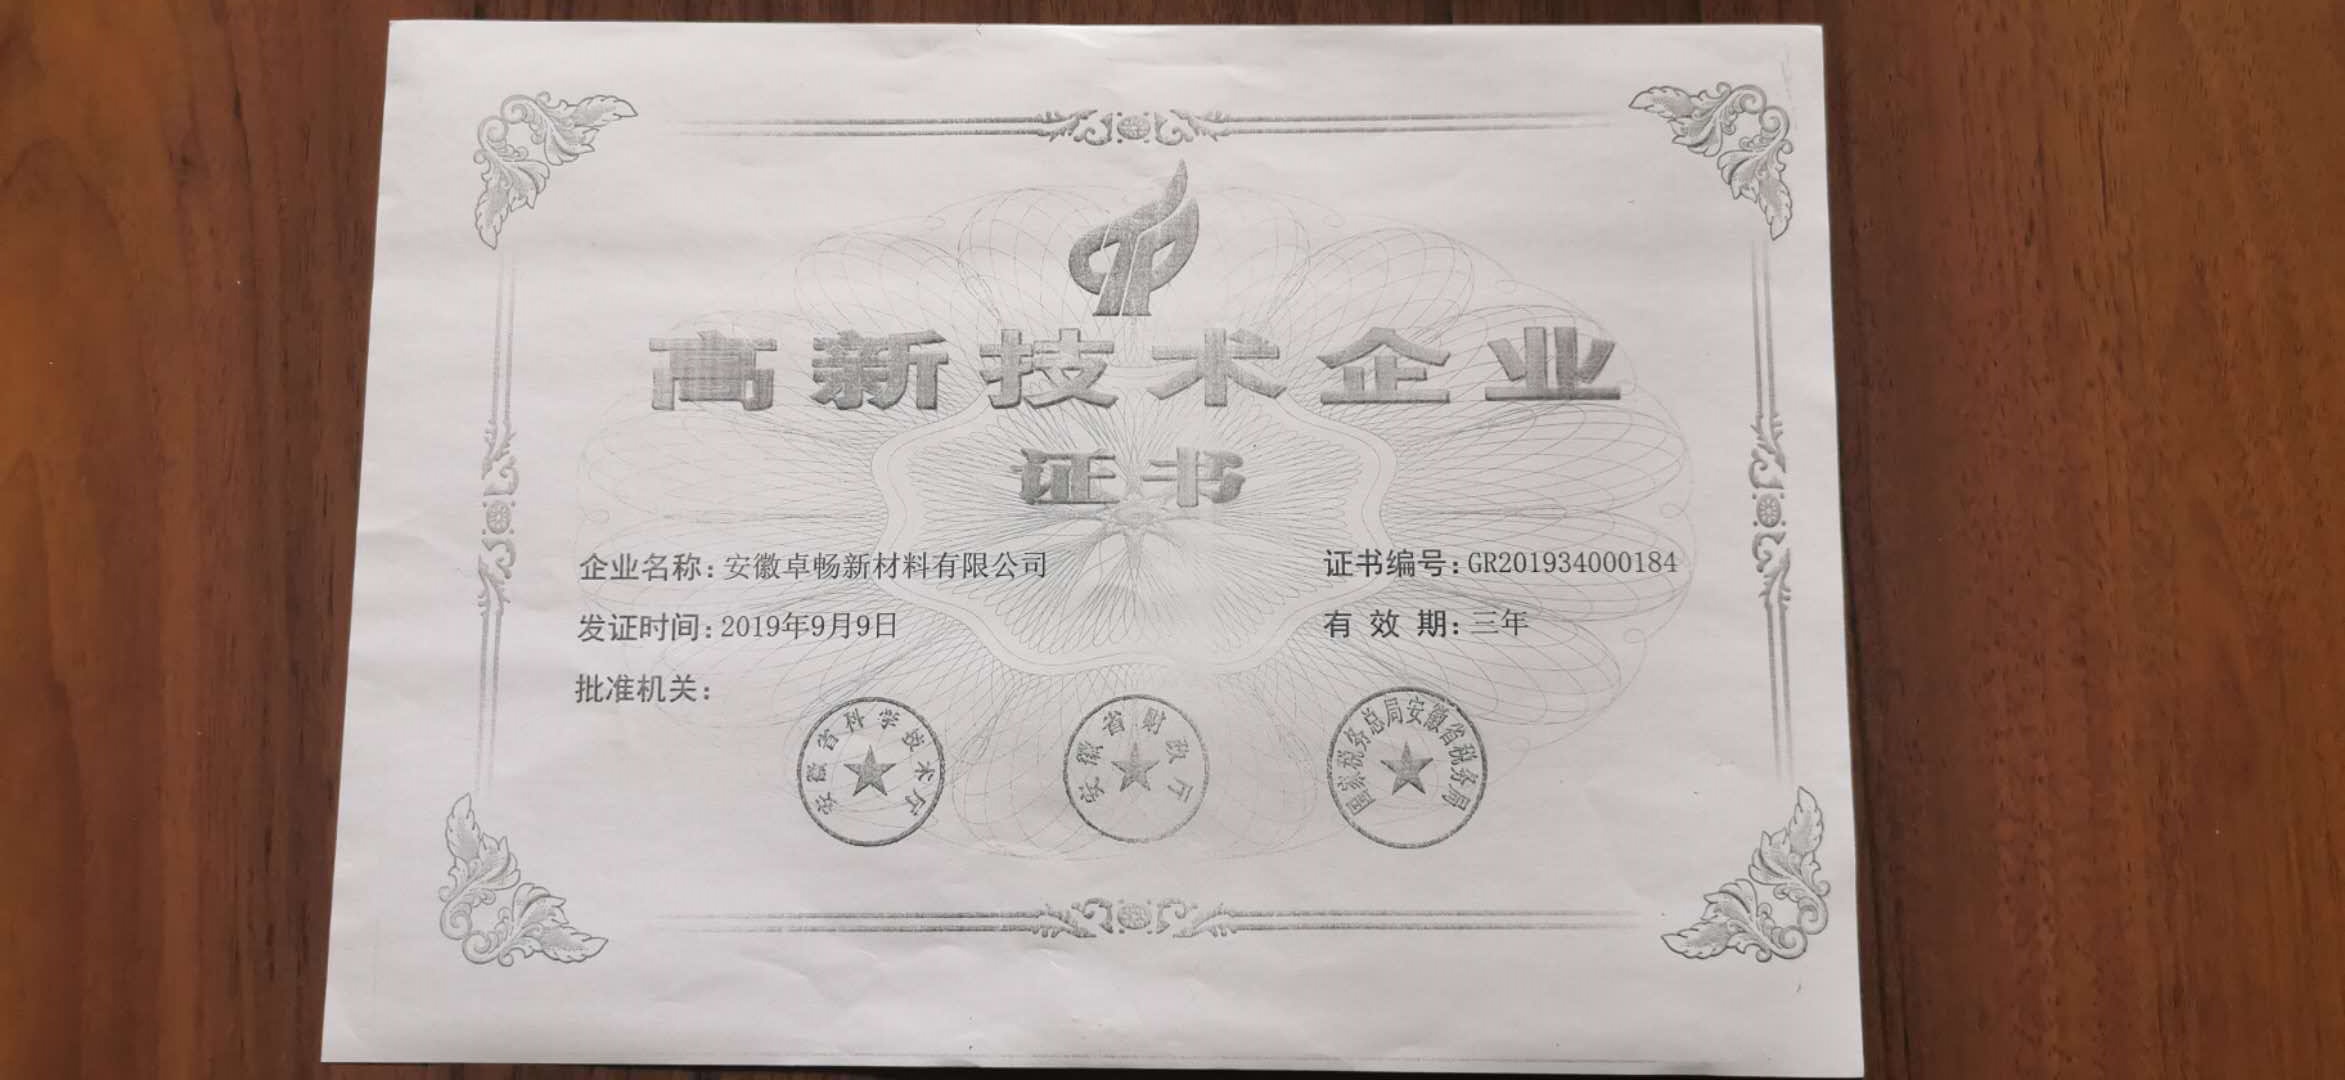 高新技术企业
证书
企业名称:安徽卓畅新材料有限公司
证书编号:GR201934000184
发证时间:2019年9月9日
有效期:三年
批准机关:
安徽省科学技术厅
安徽省财政厅
国家税务总局安徽省税务局